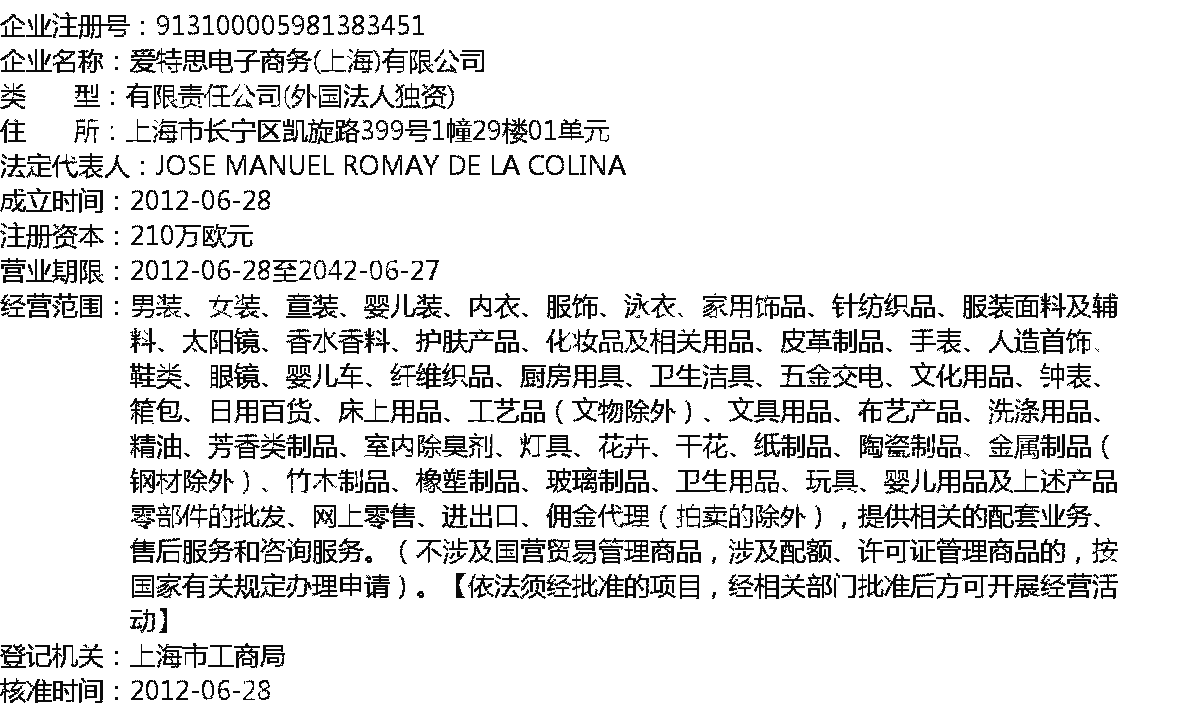 企业注册号：913100005981383451
企业名称：爱特思电子商务(上海)有限公司
类 型：有限责任公司(外国法人独资)
住 所：上海市长宁区凯旋路399号1幢29楼01单元
法定代表人：JOSE MANUEL ROMAY DE LA COLINA
成立时间：2012-06-28
注册资本：210万欧元
营业期限：2012-06-28至2042-06-27
经营范围：男装、女装、童装、婴儿装、内衣、服饰、泳衣、家用饰品、针纺织品、服装面料及辅
料、太阳镜、香水香料、护肤产品、化妆品及相关用品、皮革制品、手表、人造首饰、
鞋类、眼镜、婴儿车、纤维织品、厨房用具、卫生洁具、五金交电、文化用品、钟表、
箱包、日用百货、床上用品、工艺品（文物除外）、文具用品、布艺产品、洗涤用品、
精油、芳香类制品、室内除臭剂、灯具、花卉、干花、纸制品、陶瓷制品、金属制品（
钢材除外）、竹木制品、橡塑制品、玻璃制品、卫生用品、玩具、婴儿用品及上述产品
零部件的批发、网上零售、进出口、佣金代理（拍卖的除外），提供相关的配套业务、
售后服务和咨询服务。（不涉及国营贸易管理商品，涉及配额、许可证管理商品的，按
国家有关规定办理申请）。【依法须经批准的项目，经相关部门批准后方可开展经营活
动】
登记机关：上海市工商局
核准时间：2012-06-28